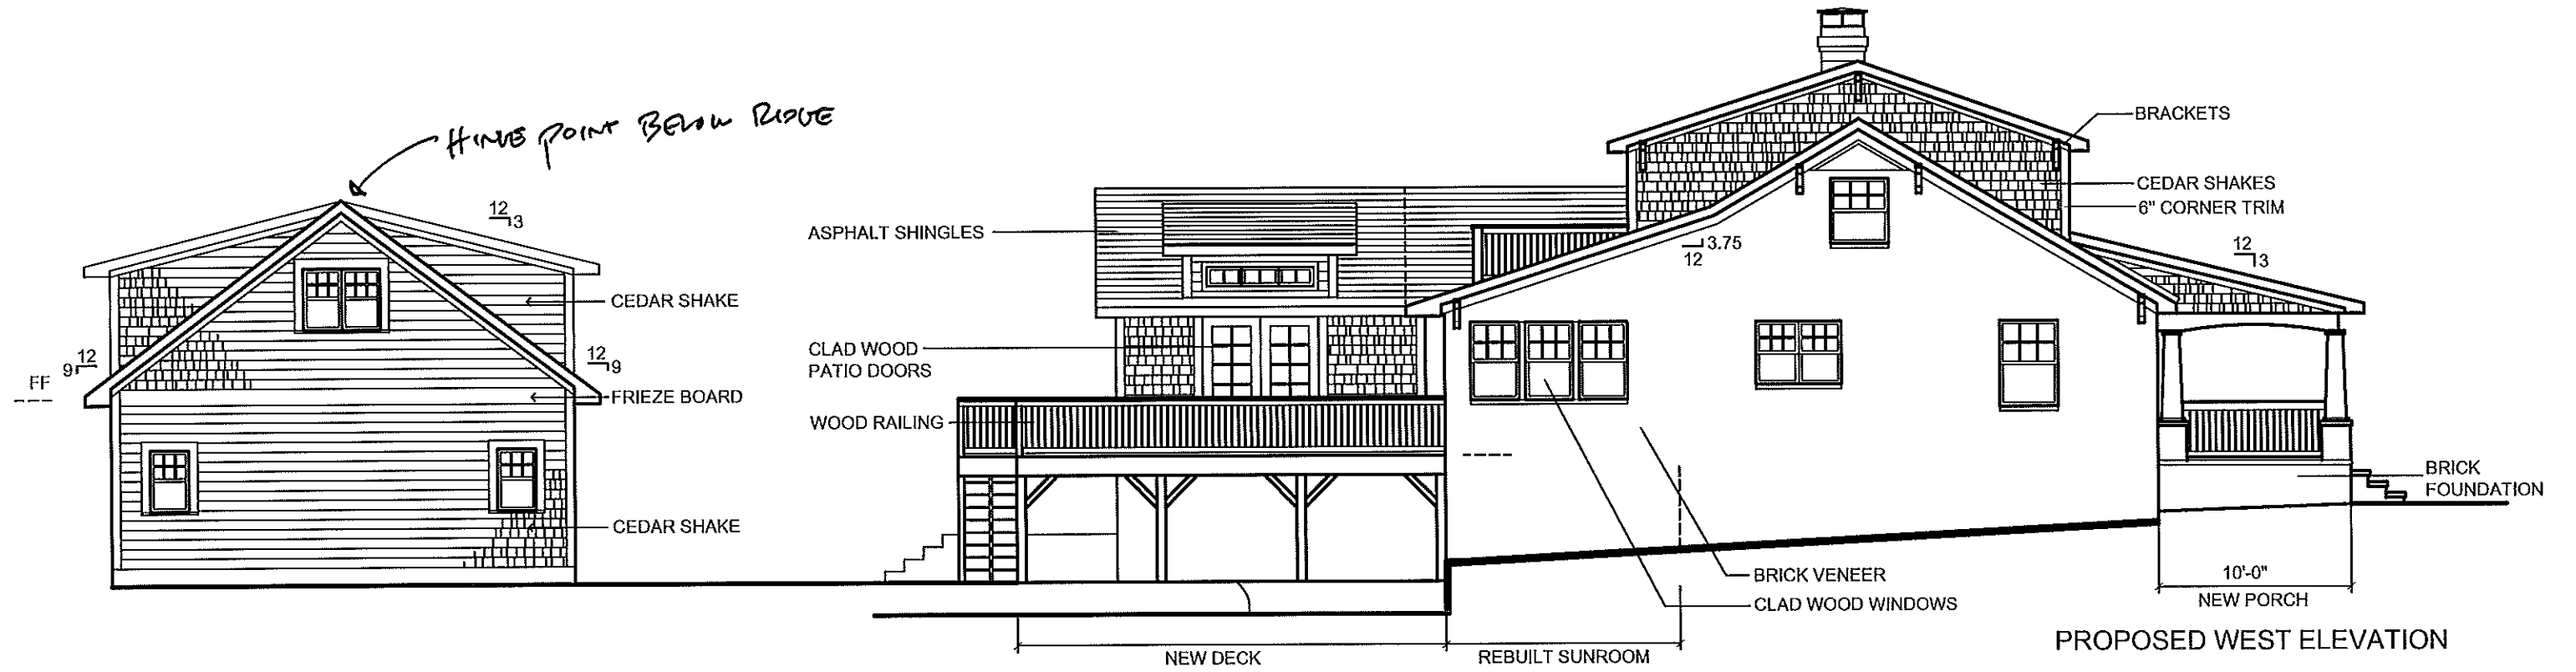 HINGE POINT BELOW RIDGE
12
3
CEDAR SHAKE
12
9
12
9
FF
FRIEZE BOARD
CEDAR SHAKE
ASPHALT SHINGLES
CLAD WOOD
PATIO DOORS
WOOD RAILING
3.75
12
BRACKETS
CEDAR SHAKES
6" CORNER TRIM
12
3
BRICK
FOUNDATION
BRICK VENEER
CLAD WOOD WINDOWS
10'-0"
NEW PORCH
NEW DECK
REBUILT SUNROOM
PROPOSED WEST ELEVATION